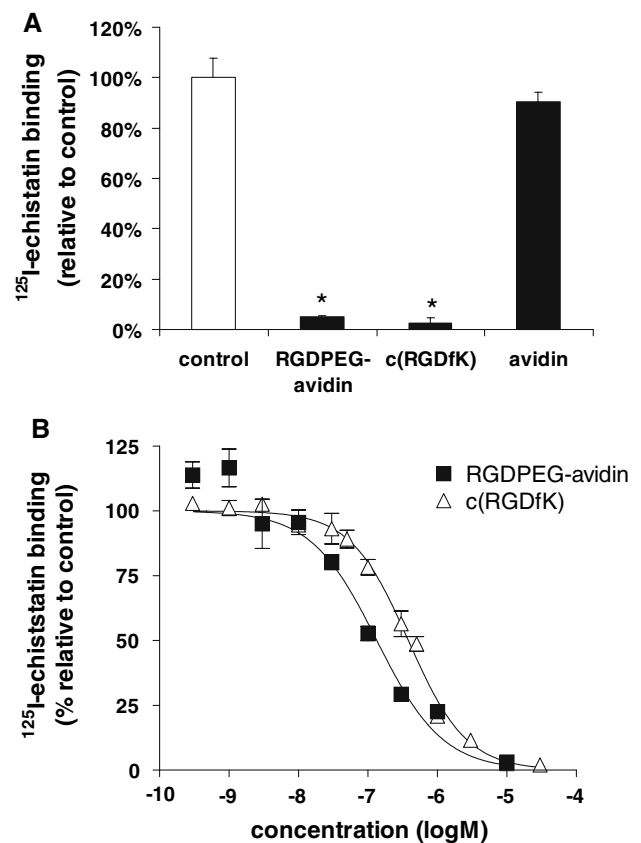 A
120%
100%
80%
60%
40%
20%
0%
125I-echistatin binding
(relative to control)
*
*
control
RGDPEG-
avidin
c(RGDfK)
avidin
B
125
100
75
50
25
0
125I-echiststatin binding
(% relative to control)
RGDPEG-avidin
c(RGDfK)
-10
-9
-8
-7
-6
-5
-4
concentration (logM)